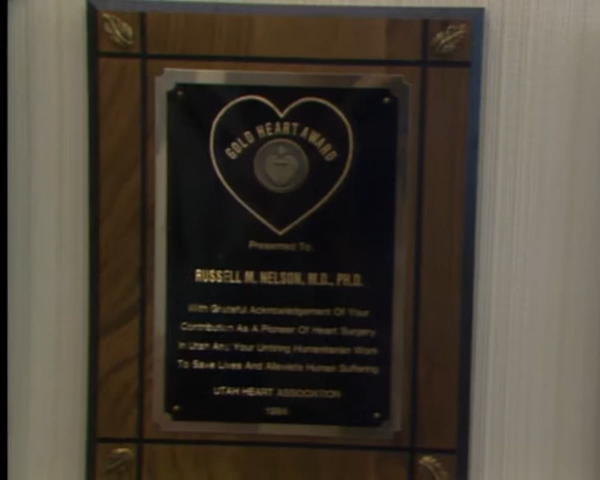 GOLD HEART AWARD
Presented To
RUSSELL M. NELSON, M.D., PH.D.
With Grateful Acknowledgement Of Your
Contribution As A Pioneer Of Heart Surgery
In Utah And Your Untiring Humanitarian Work
To Save Lives And Alleviate Human Suffering
UTAH HEART ASSOCIATION